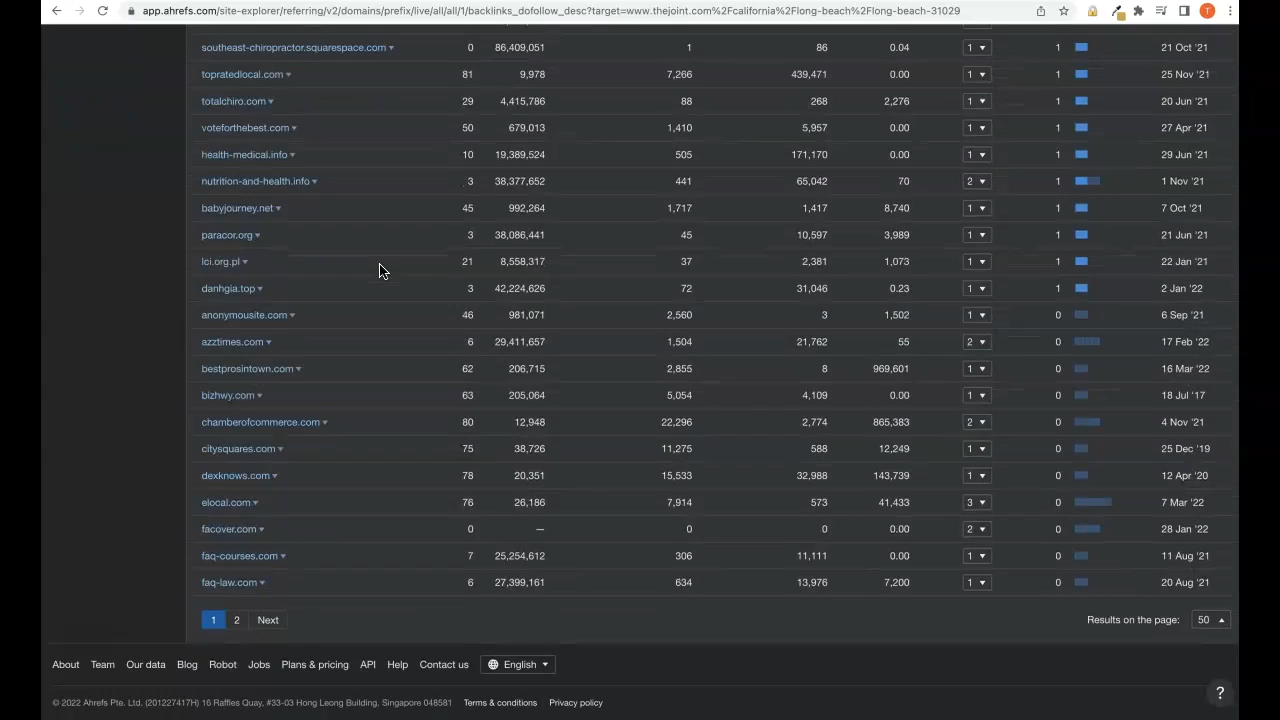 app.ahrefs.com/site-explorer/referring/v2/domains/prefix/live/all/all/1/backlinks_dofollow_desc?target=www.thejoint.com%2Fcalifornia%2Flong-beach%2Flong-beach-31029 T
southeast-chiropractor.squarespace.com 0 86,409,051 1 86 0.04 1 1 21 Oct '21
topratedlocal.com 81 9,978 7,266 439,471 0.00 1 1 25 Nov '21
totalchiro.com 29 4,415,786 88 268 2,276 1 1 20 Jun '21
voteforthebest.com 50 679,013 1,410 5,957 0.00 1 1 27 Apr '21
health-medical.info 10 19,389,524 505 171,170 0.00 1 1 29 Jun '21
nutrition-and-health.info 3 38,377,652 441 65,042 70 2 1 1 Nov '21
babyjourney.net 45 992,264 1,717 1,417 8,740 1 1 7 Oct '21
paracor.org 3 38,086,441 45 10,597 3,989 1 1 21 Jun '21
lci.org.pl 21 8,558,317 37 2,381 1,073 1 1 22 Jan '21
danhgia.top 3 42,224,626 72 31,046 0.23 1 1 2 Jan '22
anonymousite.com 46 981,071 2,560 3 1,502 1 0 6 Sep '21
azztimes.com 6 29,411,657 1,504 21,762 55 2 0 17 Feb '22
bestprosintown.com 62 206,715 2,855 8 969,601 1 0 16 Mar '22
bizhwy.com 63 205,064 5,054 4,109 0.00 1 0 18 Jul '17
chamberofcommerce.com 80 12,948 22,296 2,774 865,383 2 0 4 Nov '21
citysquares.com 75 38,726 11,275 588 12,249 1 0 25 Dec '19
dexknows.com 78 20,351 15,533 32,988 143,739 1 0 12 Apr '20
elocal.com 76 26,186 7,914 573 41,433 3 0 7 Mar '22
facover.com 0 — 0 0 0.00 2 0 28 Jan '22
faq-courses.com 7 25,254,612 306 11,111 0.00 1 0 11 Aug '21
faq-law.com 6 27,399,161 634 13,976 7,200 1 0 20 Aug '21
1 2 Next Results on the page: 50
About Team Our data Blog Robot Jobs Plans & pricing API Help Contact us English
© 2022 Ahrefs Pte. Ltd. (201227417H) 16 Raffles Quay, #33-03 Hong Leong Building, Singapore 048581 Terms & conditions Privacy policy ?